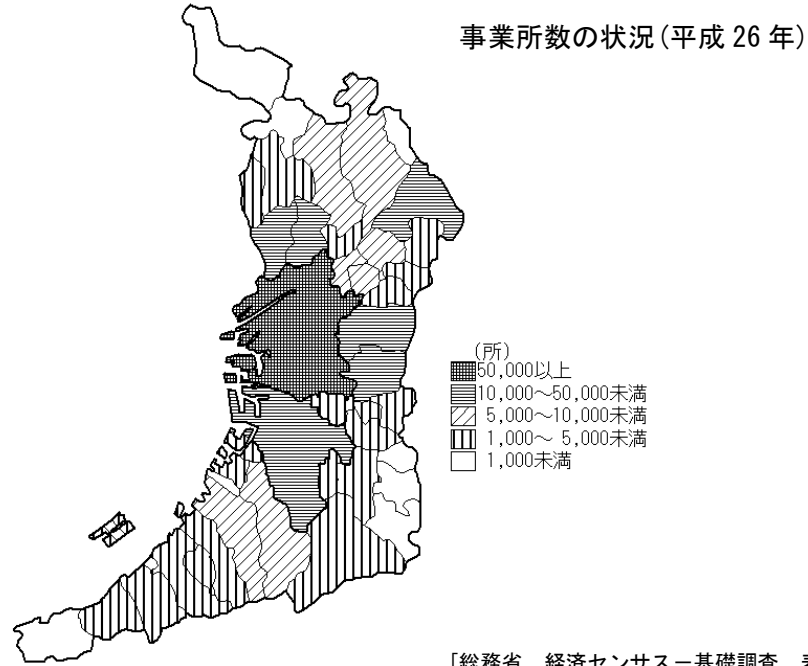 事業所数の状況(平成 26 年)
(所)
50,000以上
10,000～50,000未満
5,000～10,000未満
1,000～ 5,000未満
1,000未満
「総務省 経済センサス－基礎調査